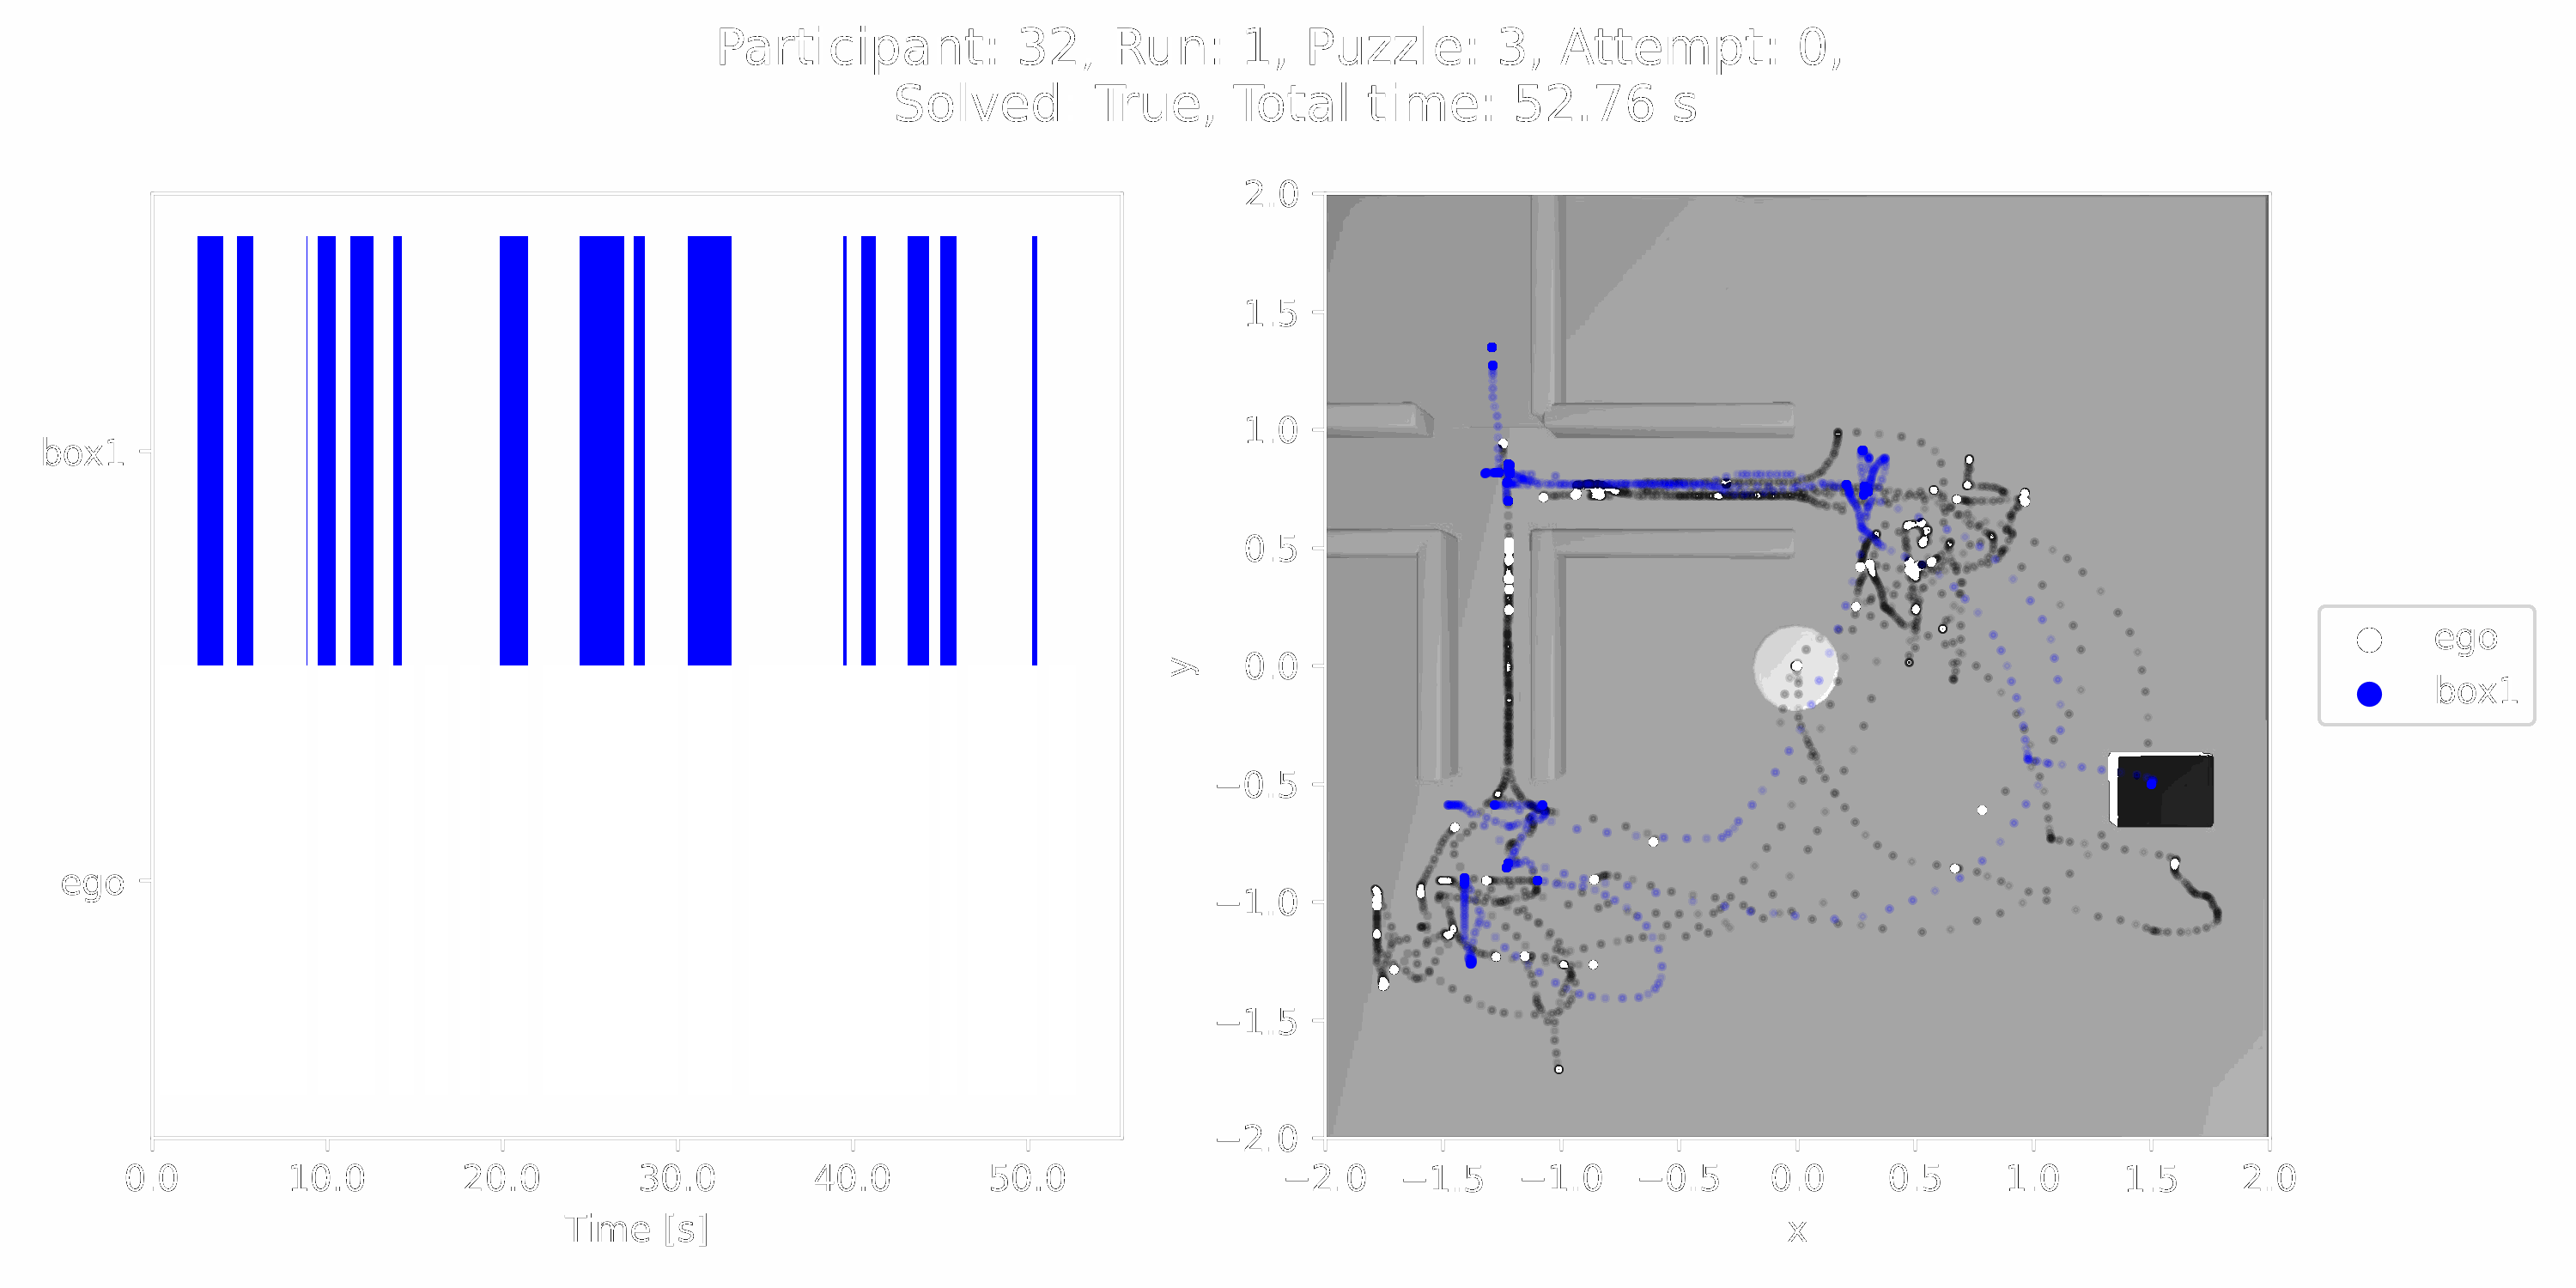 Participant: 32, Run: 1, Puzzle: 3, Attempt: 0,
Solved True, Total time: 52.76 s
box1
ego
0.0 10.0 20.0 30.0 40.0 50.0
Time [s]
2.0
1.5
1.0
0.5
0.0
−0.5
−1.0
−1.5
−2.0
y
−2.0 −1.5 −1.0 −0.5 0.0 0.5 1.0 1.5 2.0
x
ego
box1